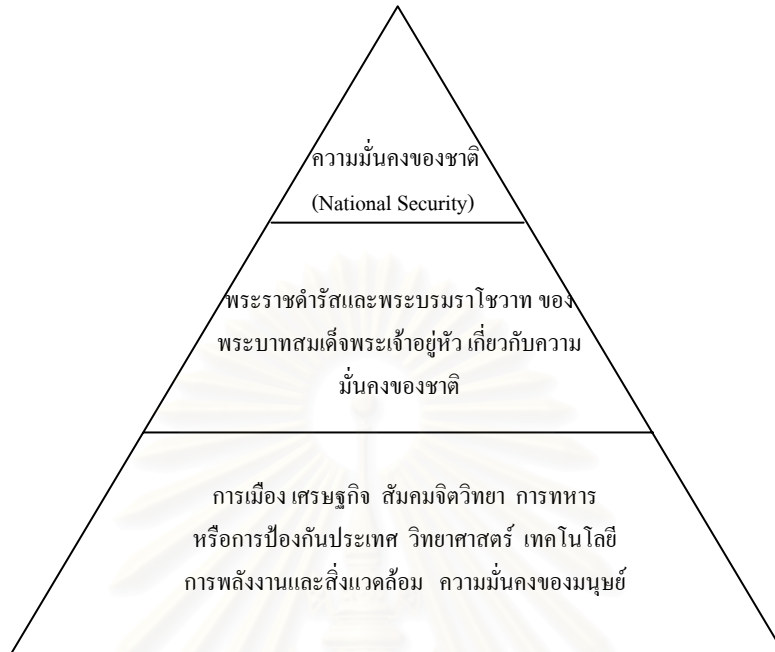 ความมั่นคงของชาติ
(National Security)
พระราชดำรัสและพระบรมราโชวาท ของ
พระบาทสมเด็จพระเจ้าอยู่หัว เกี่ยวกับความ
มั่นคงของชาติ
การเมือง เศรษฐกิจ สัมคมจิตวิทยา การทหาร
หรือการป้องกันประเทศ วิทยาศาสตร์ เทคโนโลยี
การพลังงานและสิ่งแวดล้อม ความมั่นคงของมนุษย์